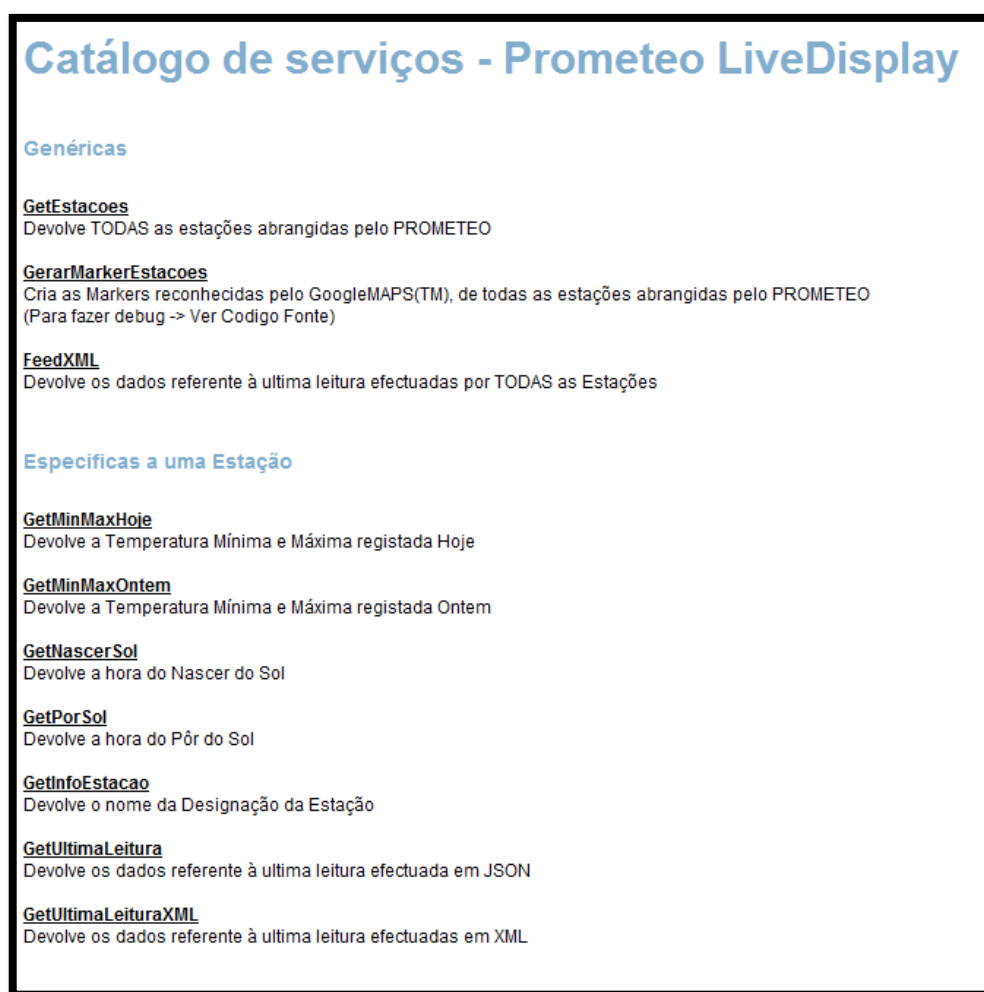 Catálogo de serviços - Prometeo LiveDisplay
Genéricas
GetEstacoes
Devolve TODAS as estações abrangidas pelo PROMETEO
GerarMarkerEstacoes
Cria as Markers reconhecidas pelo GoogleMAPS(TM), de todas as estações abrangidas pelo PROMETEO
(Para fazer debug -> Ver Codigo Fonte)
FeedXML
Devolve os dados referente à ultima leitura efectuadas por TODAS as Estações
Especificas a uma Estação
GetMinMaxHoje
Devolve a Temperatura Mínima e Máxima registada Hoje
GetMinMaxOntem
Devolve a Temperatura Mínima e Máxima registada Ontem
GetNascerSol
Devolve a hora do Nascer do Sol
GetPorSol
Devolve a hora do Pôr do Sol
GetInfoEstacao
Devolve o nome da Designação da Estação
GetUltimaLeitura
Devolve os dados referente à ultima leitura efectuada em JSON
GetUltimaLeituraXML
Devolve os dados referente à ultima leitura efectuadas em XML